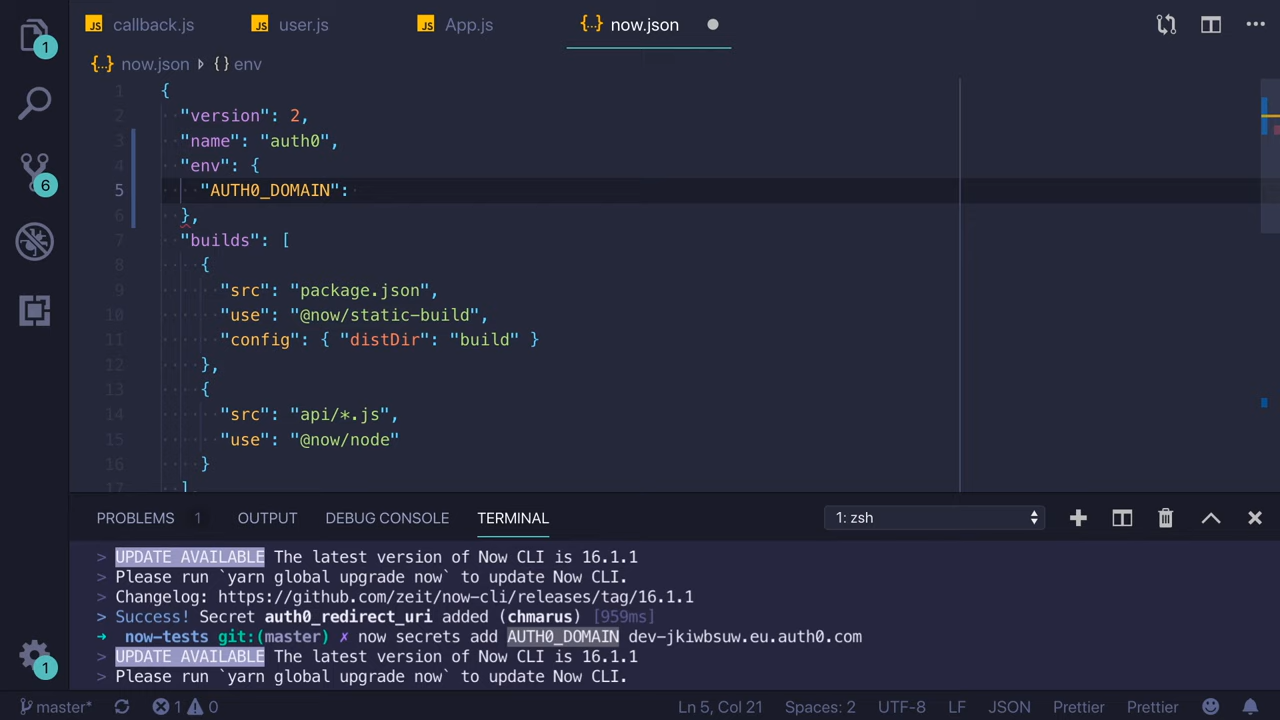 JS callback.js JS user.js JS App.js {..} now.json
{..} now.json {} env
1 {
2 "version": 2,
3 "name": "auth0",
4 "env": {
5 "AUTH0_DOMAIN":
6 },
7 "builds": [
8 {
9 "src": "package.json",
10 "use": "@now/static-build",
11 "config": { "distDir": "build" }
12 },
13 {
14 "src": "api/*.js",
15 "use": "@now/node"
16 }
17 ]
1
6
1
PROBLEMS 1 OUTPUT DEBUG CONSOLE TERMINAL 1: zsh
> UPDATE AVAILABLE The latest version of Now CLI is 16.1.1
> Please run `yarn global upgrade now` to update Now CLI.
> Changelog: https://github.com/zeit/now-cli/releases/tag/16.1.1
> Success! Secret auth0_redirect_uri added (chmarus) [959ms]
➜ now-tests git:(master) ✗ now secrets add AUTH0_DOMAIN dev-jkiwbsuw.eu.auth0.com
> UPDATE AVAILABLE The latest version of Now CLI is 16.1.1
> Please run `yarn global upgrade now` to update Now CLI.
master* 1 0 Ln 5, Col 21 Spaces: 2 UTF-8 LF JSON Prettier Prettier